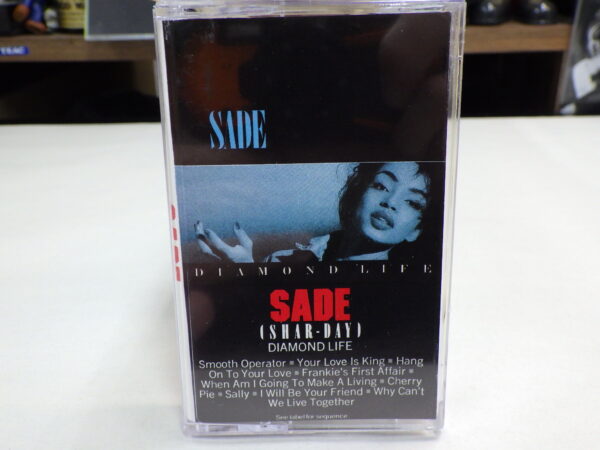 SADE
DIAMOND LIFE
SADE
(SHAR-DAY)
DIAMOND LIFE
Smooth Operator ▪ Your Love Is King ▪ Hang
On To Your Love ▪ Frankie's First Affair ▪
When Am I Going To Make A Living ▪ Cherry
Pie ▪ Sally ▪ I Will Be Your Friend ▪ Why Can't
We Live Together
See label for sequence